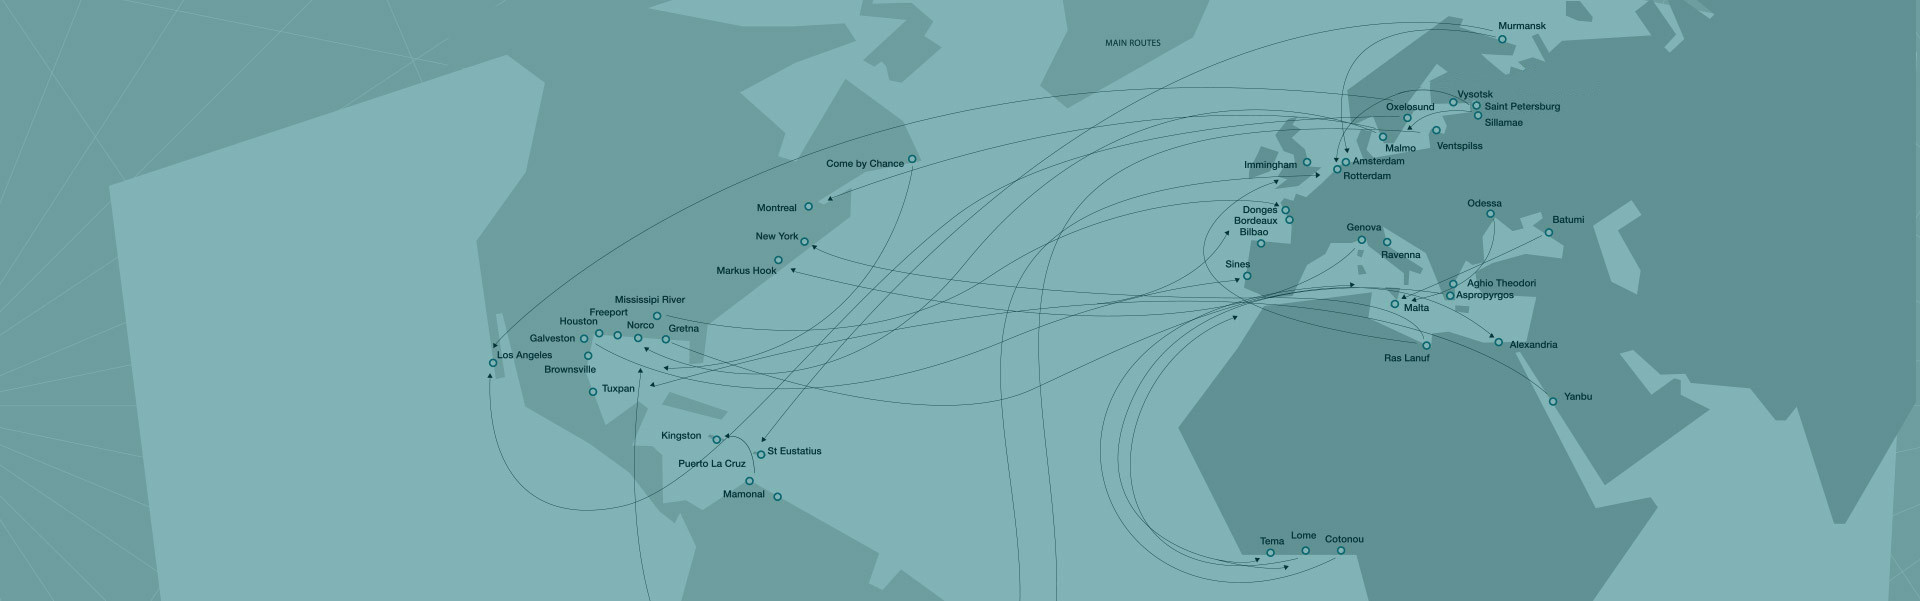 Murmansk
MAIN ROUTES
Vysotsk
Oxelosund
Saint Petersburg
Sillamae
Malmo
Ventspilss
Come by Chance
Immingham
Amsterdam
Rotterdam
Montreal
Donges
Bordeaux
Bilbao
Odessa
Batumi
Genova
Ravenna
New York
Markus Hook
Sines
Aghio Theodori
Aspropyrgos
Malta
Mississipi River
Freeport
Houston
Norco
Gretna
Galveston
Los Angeles
Brownsville
Ras Lanuf
Alexandria
Tuxpan
Yanbu
Kingston
St Eustatius
Puerto La Cruz
Mamonal
Tema
Lome
Cotonou